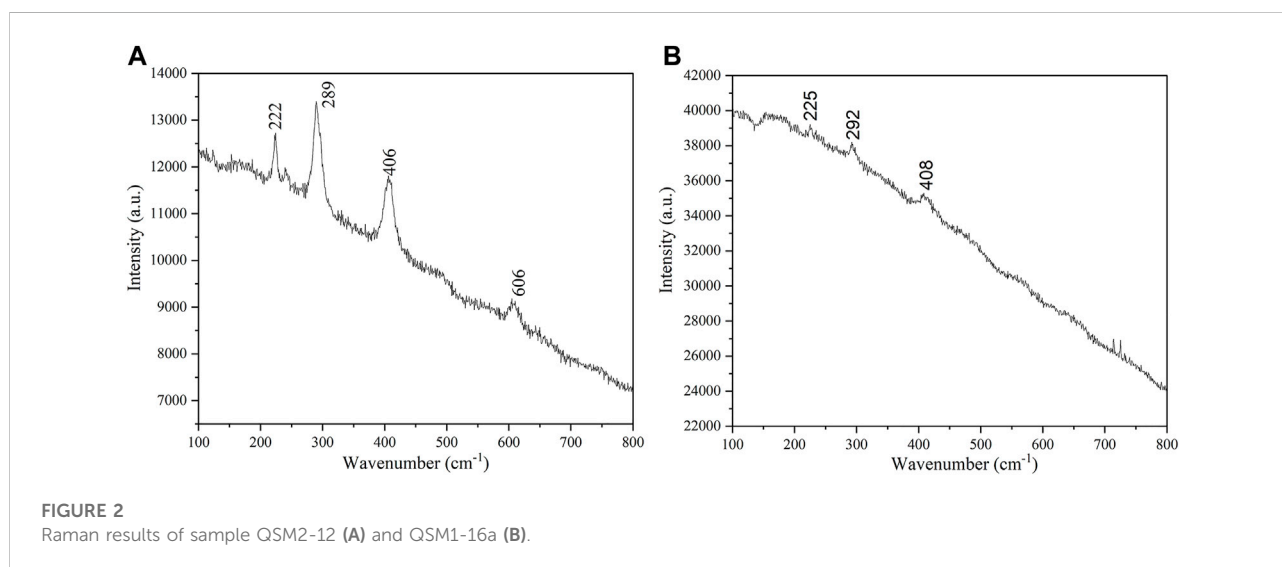 A
14000
13000
12000
11000
10000
9000
8000
7000
Intensity (a.u.)
222
289
406
606
100 200 300 400 500 600 700 800
Wavenumber (cm⁻¹)
B
42000
40000
38000
36000
34000
32000
30000
28000
26000
24000
22000
Intensity (a.u.)
225
292
408
100 200 300 400 500 600 700 800
Wavenumber (cm⁻¹)
FIGURE 2
Raman results of sample QSM2-12 (A) and QSM1-16a (B).